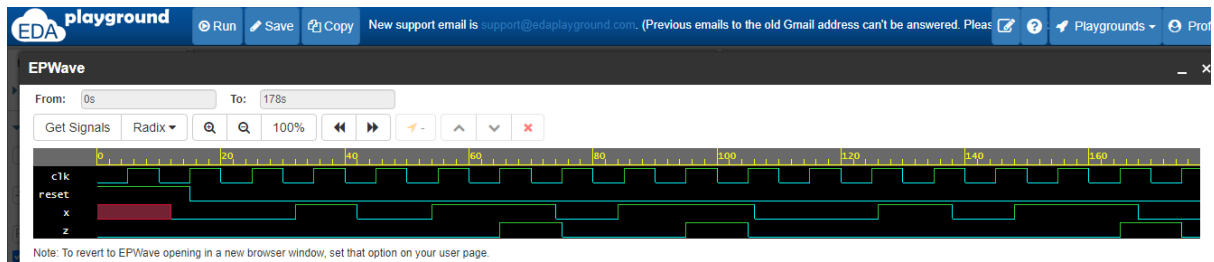 EDA playground Run Save Copy New support email is support@edaplayground.com. (Previous emails to the old Gmail address can't be answered. Pleas Playgrounds Prof
EPWave
From: 0s To: 178s
Get Signals Radix 100% -
0 20 40 60 80 100 120 140 160
clk
reset
x
z
Note: To revert to EPWave opening in a new browser window, set that option on your user page.